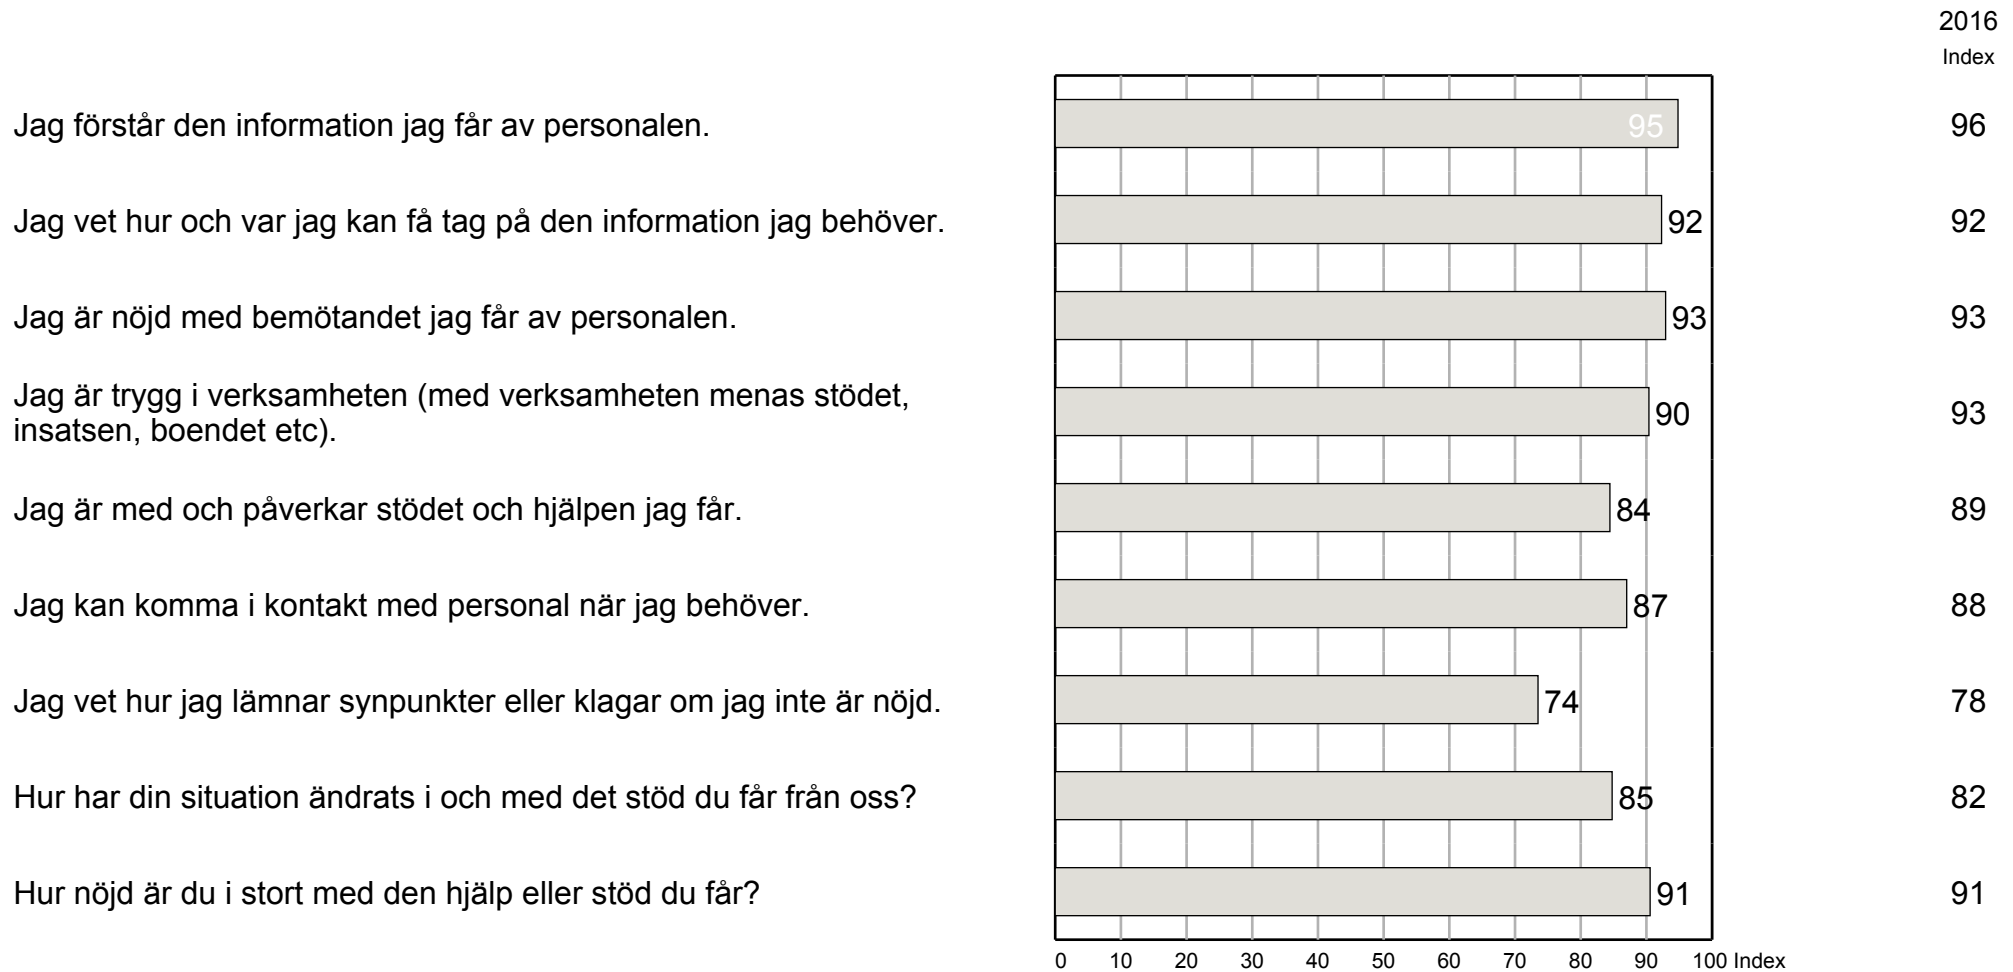 2016
Index
Jag förstår den information jag får av personalen. 95 96
Jag vet hur och var jag kan få tag på den information jag behöver. 92 92
Jag är nöjd med bemötandet jag får av personalen. 93 93
Jag är trygg i verksamheten (med verksamheten menas stödet,
insatsen, boendet etc). 90 93
Jag är med och påverkar stödet och hjälpen jag får. 84 89
Jag kan komma i kontakt med personal när jag behöver. 87 88
Jag vet hur jag lämnar synpunkter eller klagar om jag inte är nöjd. 74 78
Hur har din situation ändrats i och med det stöd du får från oss? 85 82
Hur nöjd är du i stort med den hjälp eller stöd du får? 91 91
0 10 20 30 40 50 60 70 80 90 100 Index